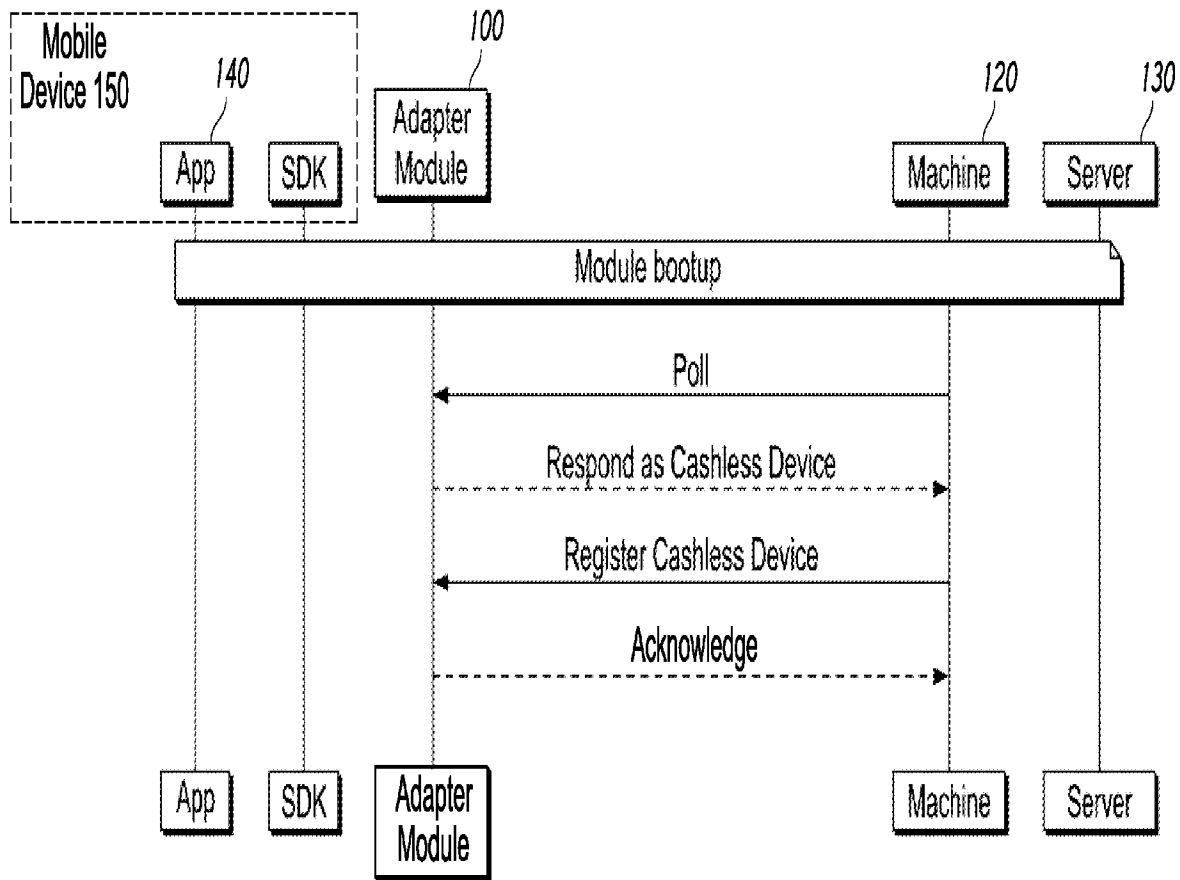 Mobile
Device 150
140
100
120
130
App
SDK
Adapter
Module
Machine
Server
Module bootup
Poll
Respond as Cashless Device
Register Cashless Device
Acknowledge
App
SDK
Adapter
Module
Machine
Server